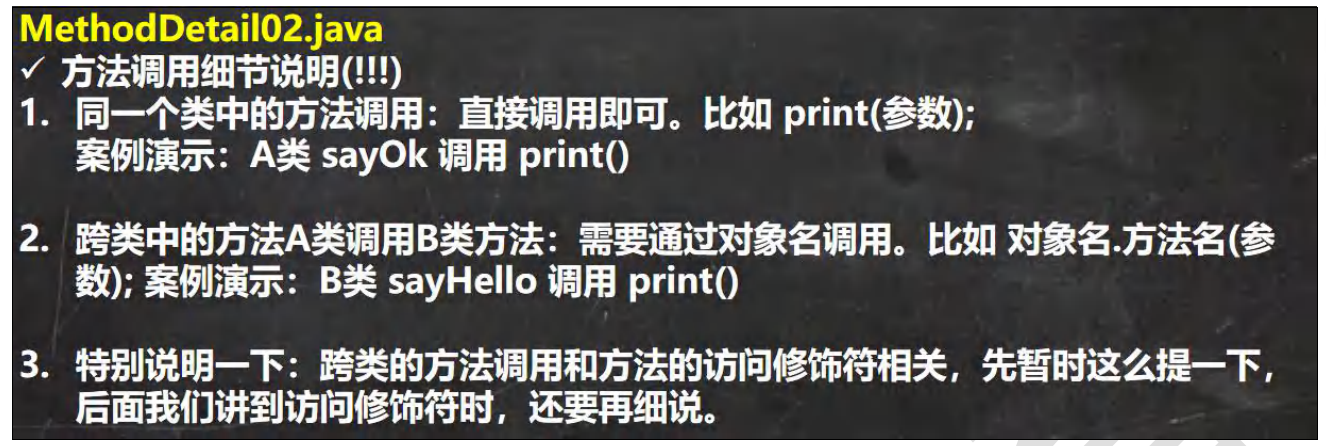 MethodDetail02.java
✓ 方法调用细节说明(!!!)
1. 同一个类中的方法调用：直接调用即可。比如 print(参数);
案例演示：A类 sayOk 调用 print()
2. 跨类中的方法A类调用B类方法：需要通过对象名调用。比如 对象名.方法名(参
数); 案例演示：B类 sayHello 调用 print()
3. 特别说明一下：跨类的方法调用和方法的访问修饰符相关，先暂时这么提一下，
后面我们讲到访问修饰符时，还要再细说。